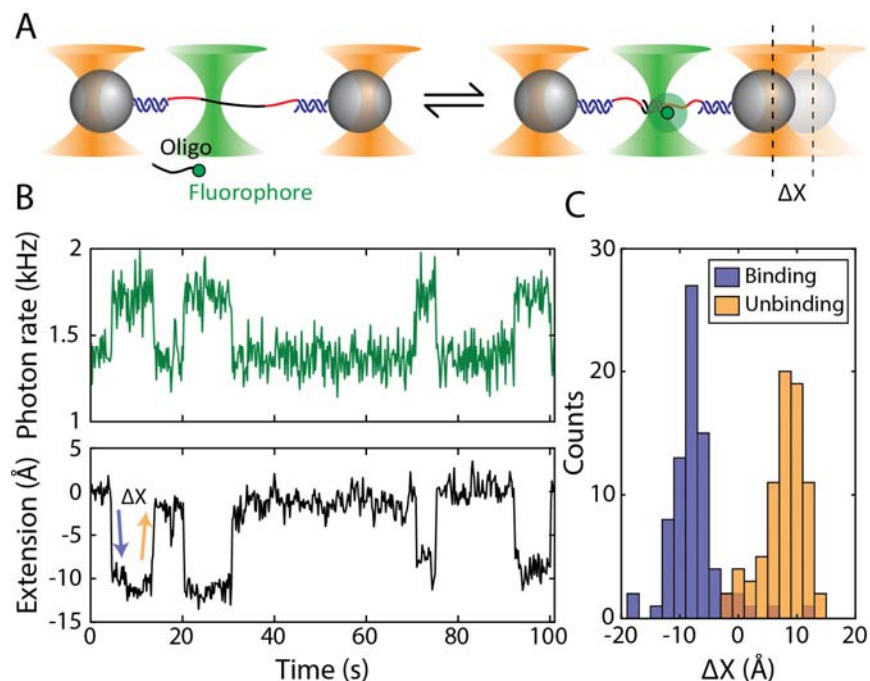 A
Oligo
Fluorophore
ΔX
B
Photon rate (kHz)
2
1.5
1
Extension (Å)
5
0
-5
-10
-15
ΔX
0
20
40
60
80
100
Time (s)
C
Counts
30
20
10
0
Binding
Unbinding
-20
-10
0
10
20
ΔX (Å)